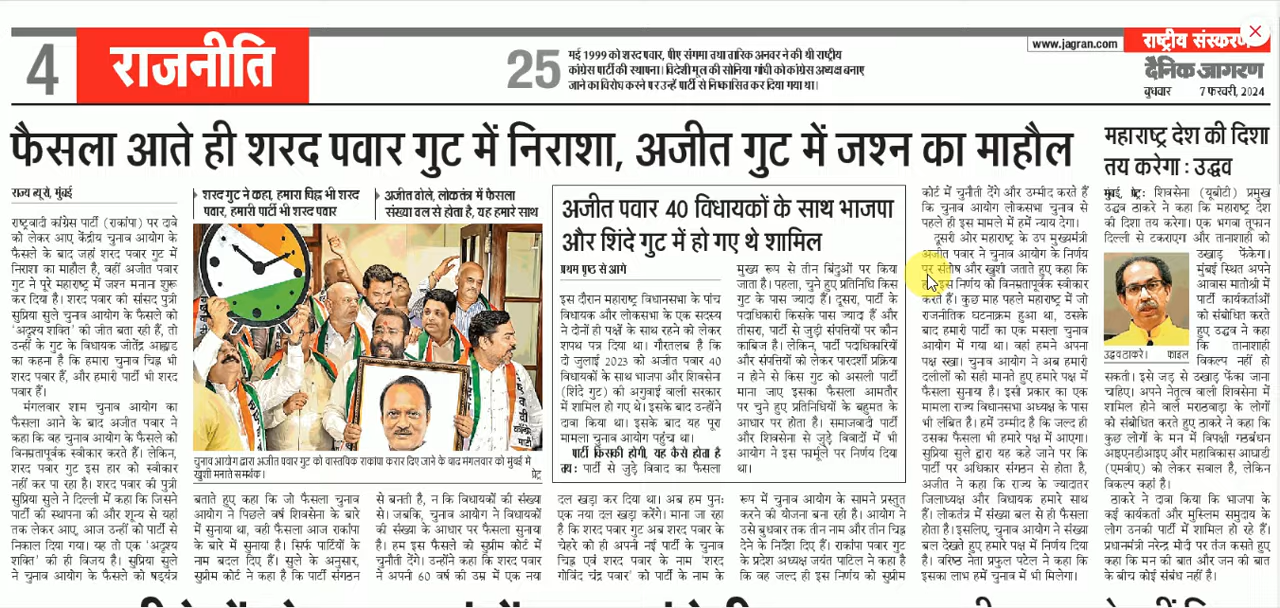 4
राजनीति
25
मई 1999 को शरद पवार, पीए संगमा तथा तारिक अनवर ने की थी राष्ट्रीय
कांग्रेस पार्टी की स्थापना। विदेशी मूल की सोनिया गांधी को कांग्रेस अध्यक्ष बनाए
जाने का विरोध करने पर उन्हें पार्टी से निष्कासित कर दिया गया था।
www.jagran.com
राष्ट्रीय संस्करण
दैनिक जागरण
बुधवार 7 फरवरी, 2024
फैसला आते ही शरद पवार गुट में निराशा, अजीत गुट में जश्न का माहौल
राज्य ब्यूरो, मुंबई
राष्ट्रवादी कांग्रेस पार्टी (राकांपा) पर दावे
को लेकर आए केंद्रीय चुनाव आयोग के
फैसले के बाद जहां शरद पवार गुट में
निराशा का माहौल है, वहीं अजीत पवार
गुट ने पूरे महाराष्ट्र में जश्न मनाना शुरू
कर दिया है। शरद पवार की सांसद पुत्री
सुप्रिया सुले चुनाव आयोग के फैसले को
'अदृश्य शक्ति' की जीत बता रही हैं, तो
उन्हीं के गुट के विधायक जीतेंद्र आह्वाड
का कहना है कि हमारा चुनाव चिह्न भी
शरद पवार हैं, और हमारी पार्टी भी शरद
पवार हैं।
मंगलवार शाम चुनाव आयोग का
फैसला आने के बाद अजीत पवार ने
कहा कि वह चुनाव आयोग के फैसले को
विनम्रतापूर्वक स्वीकार करते हैं। लेकिन,
शरद पवार गुट इस हार को स्वीकार
नहीं कर पा रहा है। शरद पवार की पुत्री
सुप्रिया सुले ने दिल्ली में कहा कि जिसने
पार्टी की स्थापना की और शून्य से यहां
तक लेकर आए, आज उन्हीं को पार्टी से
निकाल दिया गया। यह तो एक 'अदृश्य
शक्ति' की ही विजय है। सुप्रिया सुले
ने चुनाव आयोग के फैसले को षड्यंत्र
शरद गुट ने कहा, हमारा चिह्न भी शरद
पवार, हमारी पार्टी भी शरद पवार
अजीत बोले, लोकतंत्र में फैसला
संख्या बल से होता है, यह हमारे साथ
चुनाव आयोग द्वारा अजीत पवार गुट को वास्तविक राकांपा करार दिए जाने के बाद मंगलवार को मुंबई में
खुशी मनाते समर्थक। प्रेट्र
बताते हुए कहा कि जो फैसला चुनाव
आयोग ने पिछले वर्ष शिवसेना के बारे
में सुनाया था, वही फैसला आज राकांपा
के बारे में सुनाया है। सिर्फ पार्टियों के
नाम बदल दिए हैं। सुले के अनुसार,
सुप्रीम कोर्ट ने कहा है कि पार्टी संगठन
से बनती है, न कि विधायकों की संख्या
से। जबकि, चुनाव आयोग ने विधायकों
की संख्या के आधार पर फैसला सुनाया
है। हम इस फैसले को सुप्रीम कोर्ट में
चुनौती देंगे। उन्होंने कहा कि शरद पवार
ने अपनी 60 वर्ष की उम्र में एक नया
अजीत पवार 40 विधायकों के साथ भाजपा
और शिंदे गुट में हो गए थे शामिल
प्रथम पृष्ठ से आगे
इस दौरान महाराष्ट्र विधानसभा के पांच
विधायक और लोकसभा के एक सदस्य
ने दोनों ही पक्षों के साथ रहने को लेकर
शपथ पत्र दिया था। गौरतलब है कि
दो जुलाई 2023 को अजीत पवार 40
विधायकों के साथ भाजपा और शिवसेना
(शिंदे गुट) की अगुवाई वाली सरकार
में शामिल हो गए थे। इसके बाद उन्होंने
दावा किया था। इसके बाद यह पूरा
मामला चुनाव आयोग पहुंचा था।
पार्टी किसकी होगी, यह कैसे होता है
तय: पार्टी से जुड़े विवाद का फैसला
मुख्य रूप से तीन बिंदुओं पर किया
जाता है। पहला, चुने हुए प्रतिनिधि किस
गुट के पास ज्यादा हैं। दूसरा, पार्टी के
पदाधिकारी किसके पास ज्यादा हैं और
तीसरा, पार्टी से जुड़ी संपत्तियों पर कौन
काबिज है। लेकिन, पार्टी पदाधिकारियों
और संपत्तियों को लेकर पारदर्शी प्रक्रिया
न होने से किस गुट को असली पार्टी
माना जाए इसका फैसला आमतौर
पर चुने हुए प्रतिनिधियों के बहुमत के
आधार पर होता है। समाजवादी पार्टी
और शिवसेना से जुड़े विवादों में भी
आयोग ने इस फार्मूले पर निर्णय दिया
था।
दल खड़ा कर दिया था। अब हम पुनः
एक नया दल खड़ा करेंगे। माना जा रहा
है कि शरद पवार गुट अब शरद पवार के
चेहरे को ही अपनी नई पार्टी के चुनाव
चिह्न एवं शरद पवार के नाम 'शरद
गोविंद चंद्र पवार' को पार्टी के नाम के
रूप में चुनाव आयोग के सामने प्रस्तुत
करने की योजना बना रही है। आयोग ने
उसे बुधवार तक तीन नाम और तीन चिह्न
देने के निर्देश दिए हैं। राकांपा पवार गुट
के प्रदेश अध्यक्ष जयंत पाटिल ने कहा है
कि वह जल्द ही इस निर्णय को सुप्रीम
कोर्ट में चुनौती देंगे और उम्मीद करते हैं
कि चुनाव आयोग लोकसभा चुनाव से
पहले ही इस मामले में हमें न्याय देगा।
दूसरी ओर महाराष्ट्र के उप मुख्यमंत्री
अजीत पवार ने चुनाव आयोग के निर्णय
पर संतोष और खुशी जताते हुए कहा कि
इस निर्णय को विनम्रतापूर्वक स्वीकार
करते हैं। कुछ माह पहले महाराष्ट्र में जो
राजनीतिक घटनाक्रम हुआ था, उसके
बाद हमारी पार्टी का एक मसला चुनाव
आयोग में गया था। वहां हमने अपना
पक्ष रखा। चुनाव आयोग ने अब हमारी
दलीलों को सही मानते हुए हमारे पक्ष में
फैसला सुनाया है। इसी प्रकार का एक
मामला राज्य विधानसभा अध्यक्ष के पास
भी लंबित है। हमें उम्मीद है कि जल्द ही
उसका फैसला भी हमारे पक्ष में आएगा।
सुप्रिया सुले द्वारा यह कहे जाने पर कि
पार्टी पर अधिकार संगठन से होता है,
अजीत ने कहा कि राज्य के ज्यादातर
जिलाध्यक्ष और विधायक हमारे साथ
हैं। लोकतंत्र में संख्या बल से ही फैसला
होता है। इसलिए, चुनाव आयोग ने संख्या
बल देखते हुए हमारे पक्ष में निर्णय दिया
है। वरिष्ठ नेता प्रफुल पटेल ने कहा कि
इसका लाभ हमें चुनाव में भी मिलेगा।
महाराष्ट्र देश की दिशा
तय करेगा : उद्धव
मुंबई, प्रेट्र: शिवसेना (यूबीटी) प्रमुख
उद्धव ठाकरे ने कहा कि महाराष्ट्र देश
की दिशा तय करेगा। एक भगवा तूफान
दिल्ली से टकराएगा और तानाशाही को
उखाड़ फेंकेगा।
मुंबई स्थित अपने
आवास मातोश्री में
पार्टी कार्यकर्ताओं
को संबोधित करते
हुए उद्धव ने कहा
कि तानाशाही
विकल्प नहीं हो
उद्धव ठाकरे। फाइल
सकती। इसे जड़ से उखाड़ फेंका जाना
चाहिए। अपने नेतृत्व वाली शिवसेना में
शामिल होने वाले मराठवाड़ा के लोगों
को संबोधित करते हुए ठाकरे ने कहा कि
कुछ लोगों के मन में विपक्षी गठबंधन
आइएनडीआइए और महाविकास आघाड़ी
(एमवीए) को लेकर सवाल है, लेकिन
विकल्प कहां है।
ठाकरे ने दावा किया कि भाजपा के
कई कार्यकर्ता और मुस्लिम समुदाय के
लोग उनकी पार्टी में शामिल हो रहे हैं।
प्रधानमंत्री नरेन्द्र मोदी पर तंज कसते हुए
कहा कि मन की बात और जन की बात
के बीच कोई संबंध नहीं है।